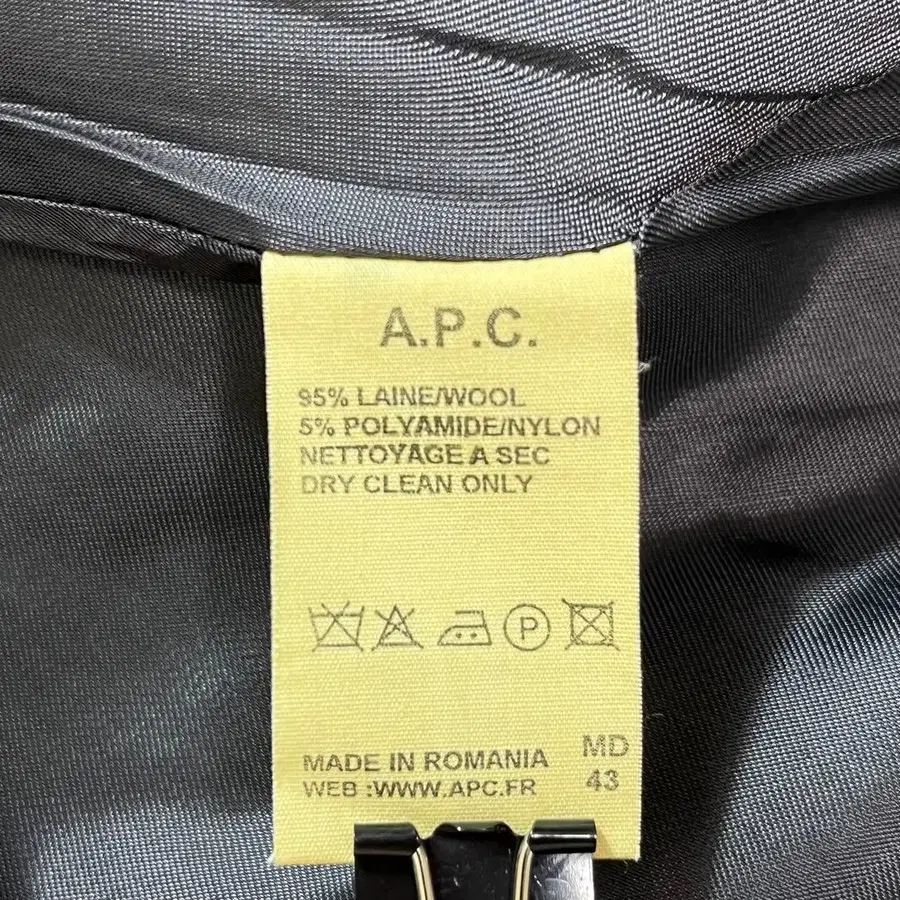 A.P.C.
95% LAINE/WOOL
5% POLYAMIDE/NYLON
NETTOYAGE A SEC
DRY CLEAN ONLY
P
MADE IN ROMANIA MD
WEB :WWW.APC.FR 43